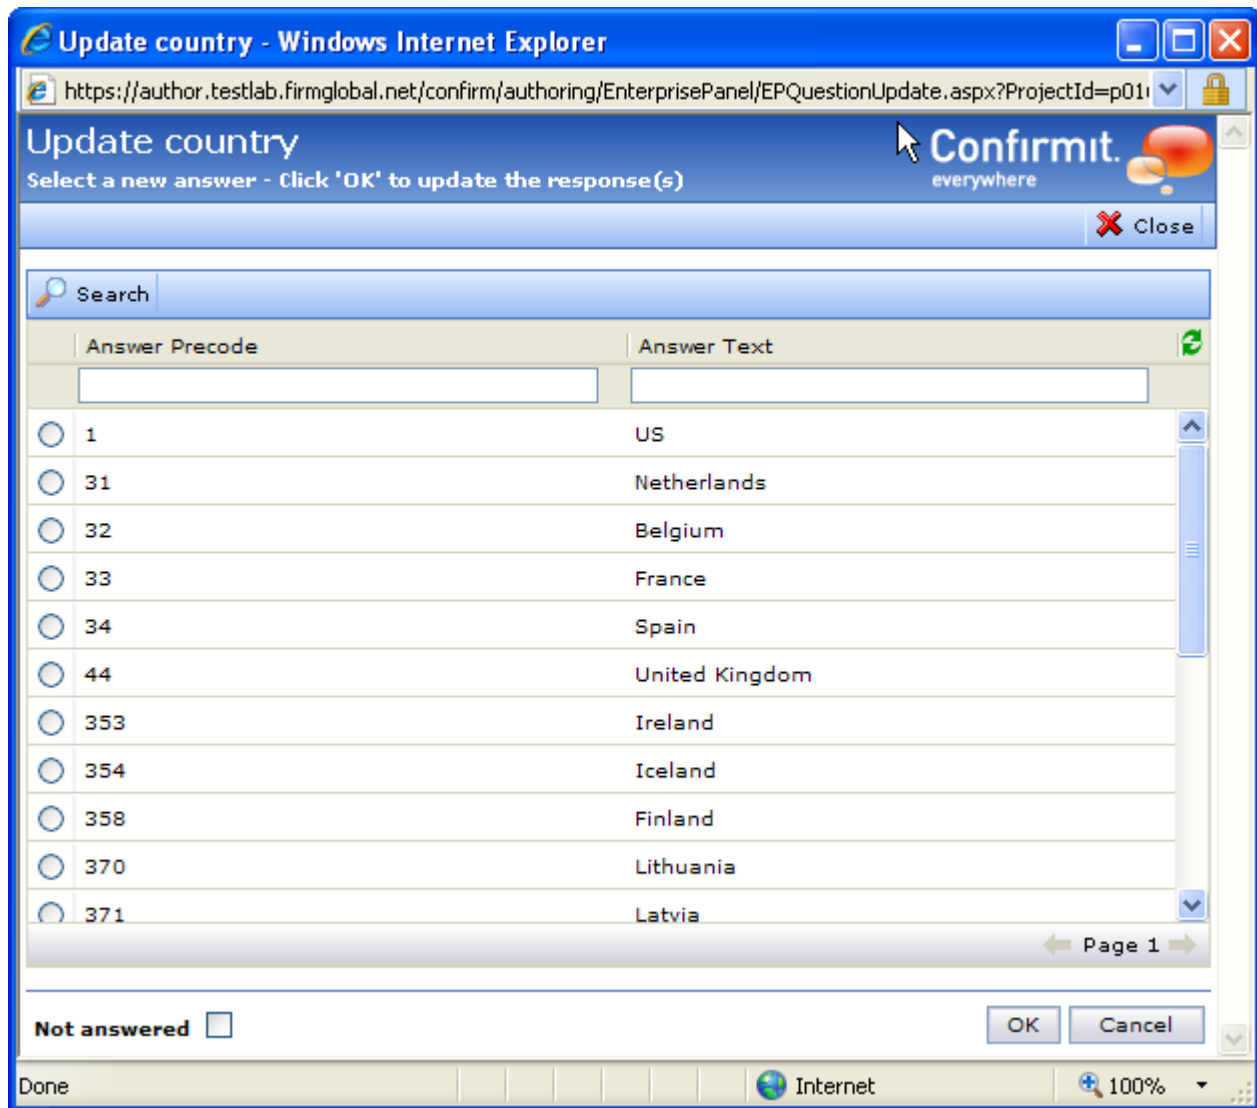 Update country - Windows Internet Explorer
https://author.testlab.firmglobal.net/confirm/authoring/EnterprisePanel/EPQuestionUpdate.aspx?ProjectId=p01
Update country
Select a new answer - Click 'OK' to update the response(s)
Confirmit.
everywhere
Close
Search
Answer Precode Answer Text
1 US
31 Netherlands
32 Belgium
33 France
34 Spain
44 United Kingdom
353 Ireland
354 Iceland
358 Finland
370 Lithuania
371 Latvia
Page 1
Not answered OK Cancel
Done Internet 100%